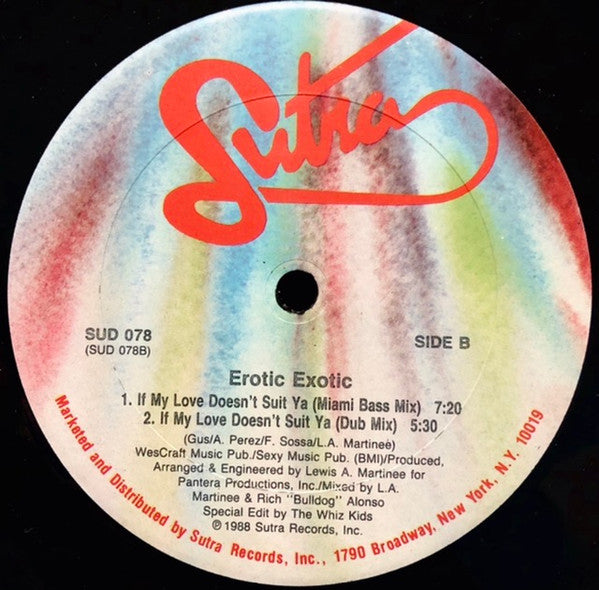 Sutra
SUD 078
(SUD 078B)
SIDE B
Erotic Exotic
1. If My Love Doesn't Suit Ya (Miami Bass Mix) 7:20
2. If My Love Doesn't Suit Ya (Dub Mix) 5:30
(Gus/A. Perez/F. Sossa/L.A. Martineé)
WesCraft Music Pub./Sexy Music Pub. (BMI)/Produced,
Arranged & Engineered by Lewis A. Martineé for
Pantera Productions, Inc./Mixed by L.A.
Martineé & Rich "Bulldog" Alonso
Special Edit by The Whiz Kids
℗ 1988 Sutra Records, Inc.
Marketed and Distributed by Sutra Records, Inc., 1790 Broadway, New York, N.Y. 10019